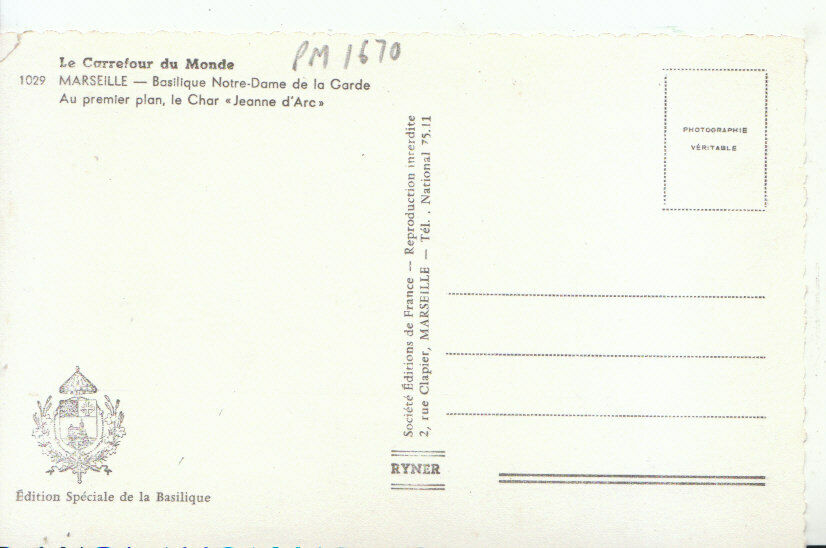 PM 1670
Le Carrefour du Monde
1029 MARSEILLE — Basilique Notre-Dame de la Garde
Au premier plan, le Char «Jeanne d'Arc»
PHOTOGRAPHIE
VÉRITABLE
Société Éditions de France — Reproduction interdite
2, rue Clapier, MARSEILLE — Tél. . National 75.11
RYNER
Édition Spéciale de la Basilique